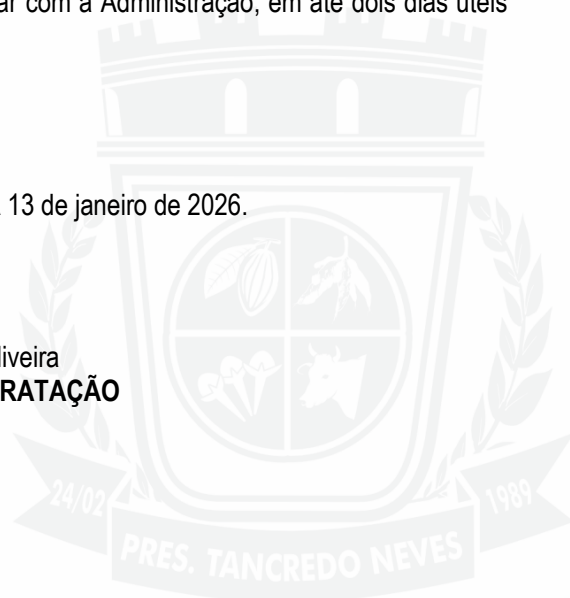 ar com a Administração, em até dois dias úteis
13 de janeiro de 2026.
liveira
RATAÇÃO
24/02
1989
PRES. TANCREDO NEVES